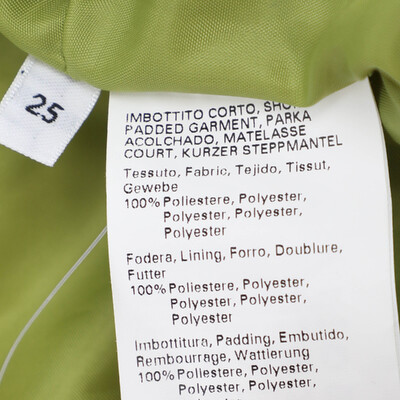 25
IMBOTTITO CORTO,
PADDED GARMENT, PARKA
ACOLCHADO, MATELASSE
COURT, KURZER STEPPMANTEL
Tessuto, Fabric, Tejido, Tissut,
Gewebe
100% Poliestere, Polyester,
Polyester, Polyester,
Polyester
Fodera, Lining, Forro, Doublure,
Futter
100% Poliestere, Polyester,
Polyester, Polyester,
Polyester
Imbottitura, Padding, Embutido,
Rembourrage, Wattierung
100% Poliestere, Polyester,
Polyester, Polyester,